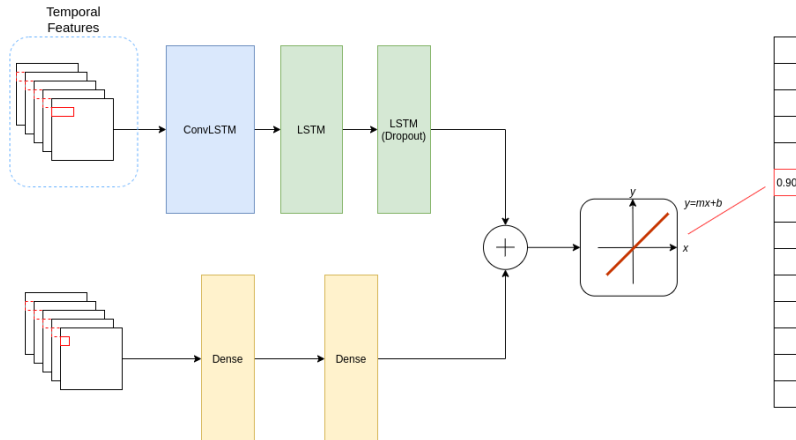 Temporal
Features
ConvLSTM
LSTM
LSTM
(Dropout)
y
y=mx+b
x
0.90
Dense
Dense